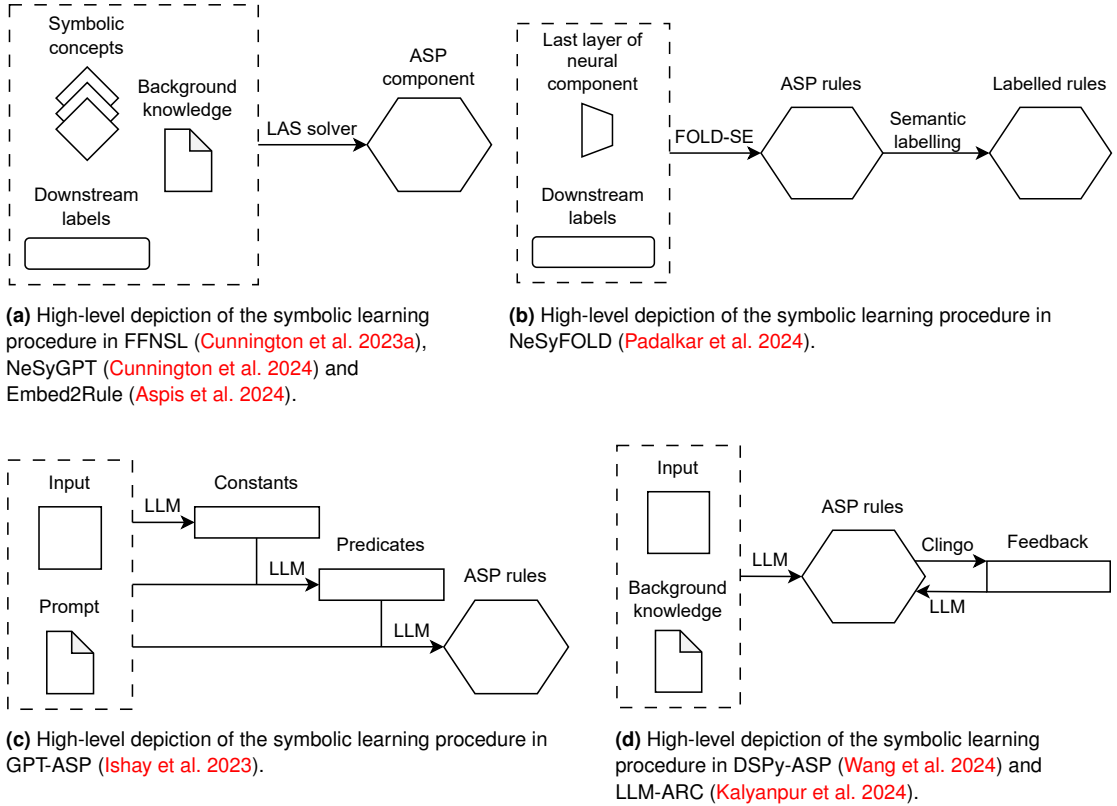 Symbolic
concepts
Background
knowledge
Downstream
labels
LAS solver
ASP
component
(a) High-level depiction of the symbolic learning
procedure in FFNSL (Cunnington et al. 2023a),
NeSyGPT (Cunnington et al. 2024) and
Embed2Rule (Aspis et al. 2024).
Last layer of
neural
component
Downstream
labels
FOLD-SE
ASP rules
Semantic
labelling
Labelled rules
(b) High-level depiction of the symbolic learning procedure in
NeSyFOLD (Padalkar et al. 2024).
Input
Prompt
LLM
Constants
LLM
Predicates
LLM
ASP rules
(c) High-level depiction of the symbolic learning procedure in
GPT-ASP (Ishay et al. 2023).
Input
Background
knowledge
LLM
ASP rules
Clingo
Feedback
LLM
(d) High-level depiction of the symbolic learning
procedure in DSPy-ASP (Wang et al. 2024) and
LLM-ARC (Kalyanpur et al. 2024).